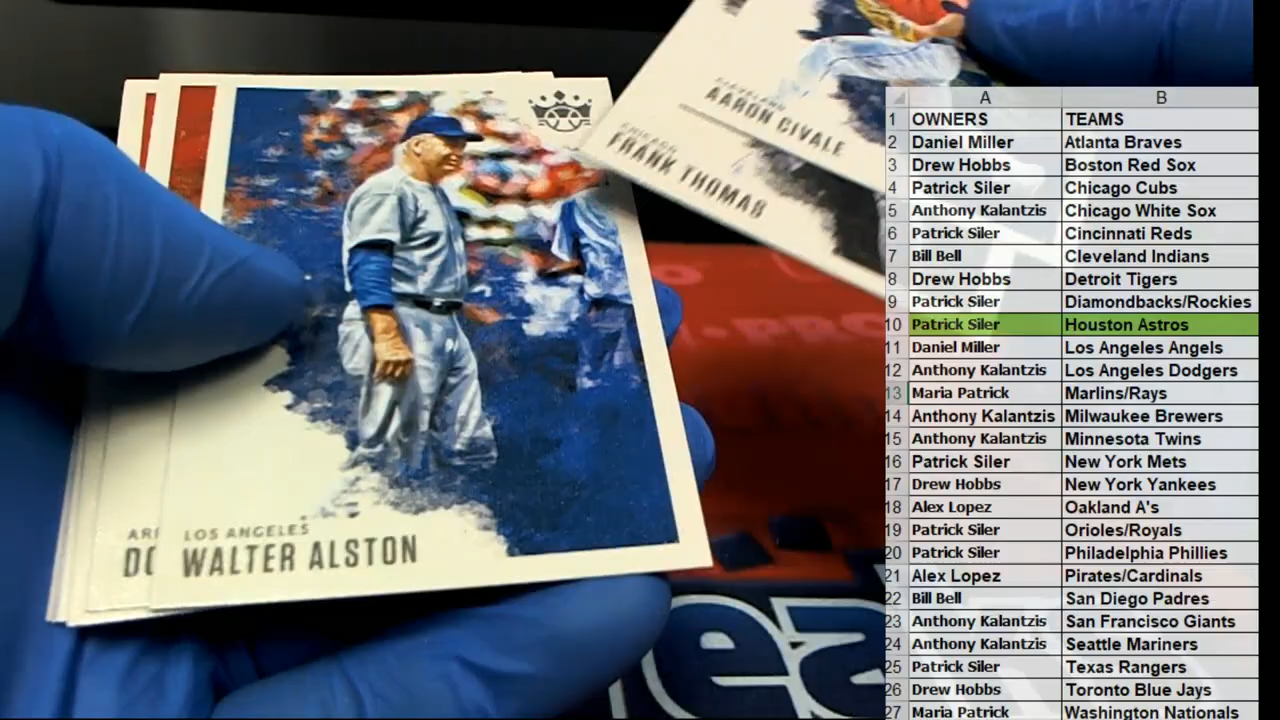 CLEVELAND
AARON CIVALE
CHICAGO
FRANK THOMAS
LOS ANGELES
WALTER ALSTON
A B
1 OWNERS TEAMS
2 Daniel Miller Atlanta Braves
3 Drew Hobbs Boston Red Sox
4 Patrick Siler Chicago Cubs
5 Anthony Kalantzis Chicago White Sox
6 Patrick Siler Cincinnati Reds
7 Bill Bell Cleveland Indians
8 Drew Hobbs Detroit Tigers
9 Patrick Siler Diamondbacks/Rockies
10 Patrick Siler Houston Astros
11 Daniel Miller Los Angeles Angels
12 Anthony Kalantzis Los Angeles Dodgers
13 Maria Patrick Marlins/Rays
14 Anthony Kalantzis Milwaukee Brewers
15 Anthony Kalantzis Minnesota Twins
16 Patrick Siler New York Mets
17 Drew Hobbs New York Yankees
18 Alex Lopez Oakland A's
19 Patrick Siler Orioles/Royals
20 Patrick Siler Philadelphia Phillies
21 Alex Lopez Pirates/Cardinals
22 Bill Bell San Diego Padres
23 Anthony Kalantzis San Francisco Giants
24 Anthony Kalantzis Seattle Mariners
25 Patrick Siler Texas Rangers
26 Drew Hobbs Toronto Blue Jays
27 Maria Patrick Washington Nationals